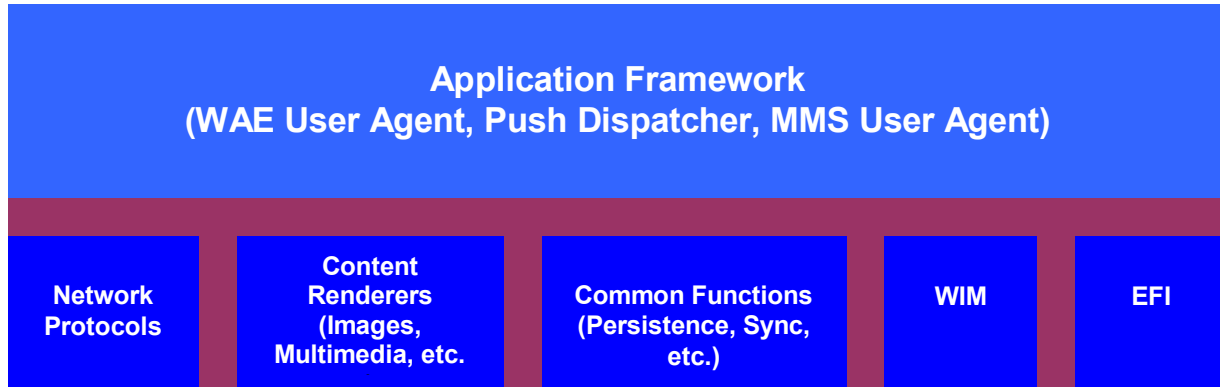 Application Framework
(WAE User Agent, Push Dispatcher, MMS User Agent)
Network
Protocols
Content
Renderers
(Images,
Multimedia, etc.
Common Functions
(Persistence, Sync,
etc.)
WIM
EFI